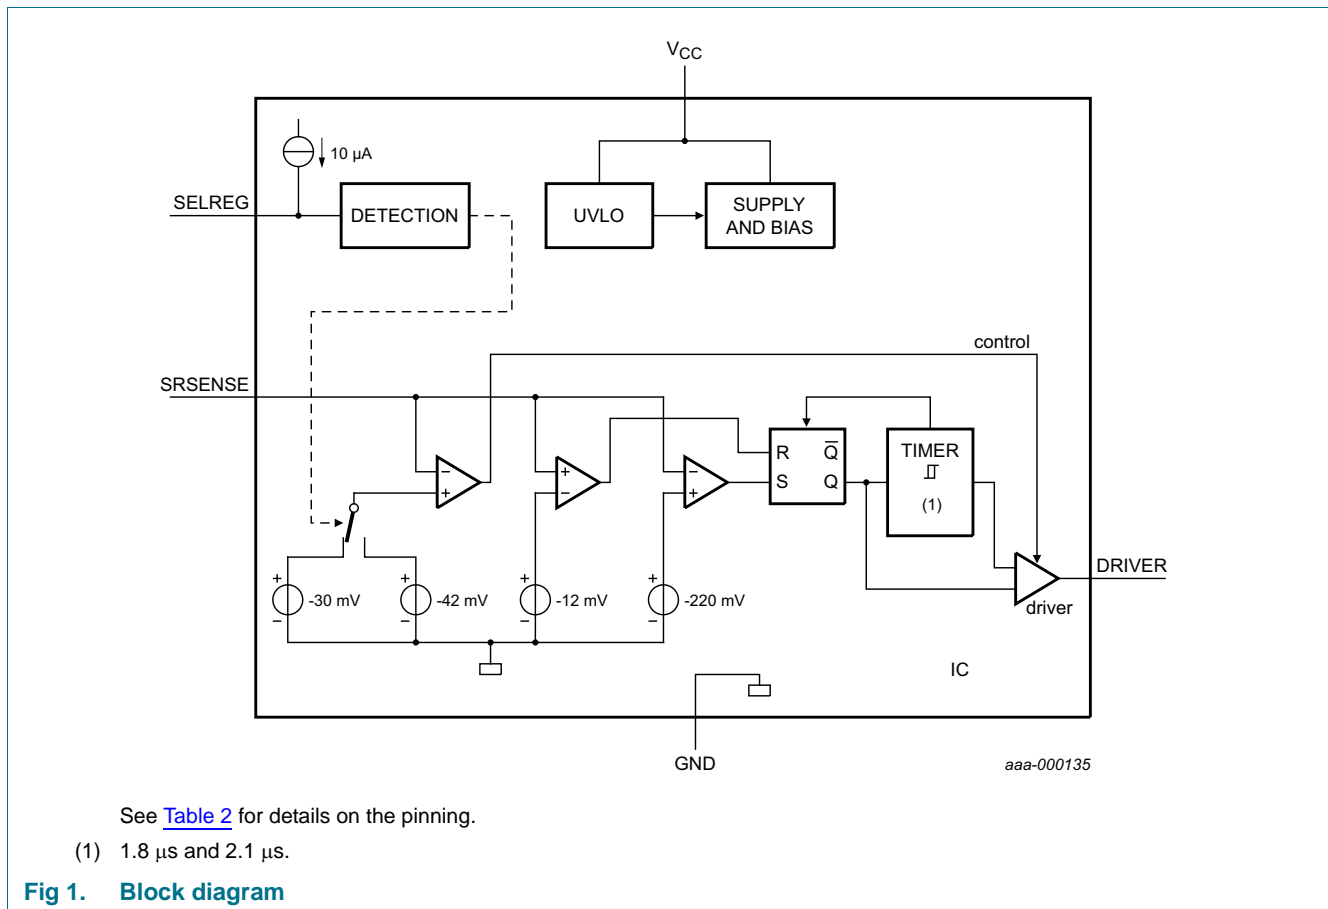 VCC
10 µA
SELREG
DETECTION
UVLO
SUPPLY
AND BIAS
control
SRSENSE
R
Q̅
S
Q
TIMER
(1)
−
+
+
−
−
+
+
-30 mV
−
+
-42 mV
−
+
-12 mV
−
+
-220 mV
−
DRIVER
driver
IC
GND
aaa-000135
See Table 2 for details on the pinning.
(1) 1.8 μs and 2.1 μs.
Fig 1. Block diagram